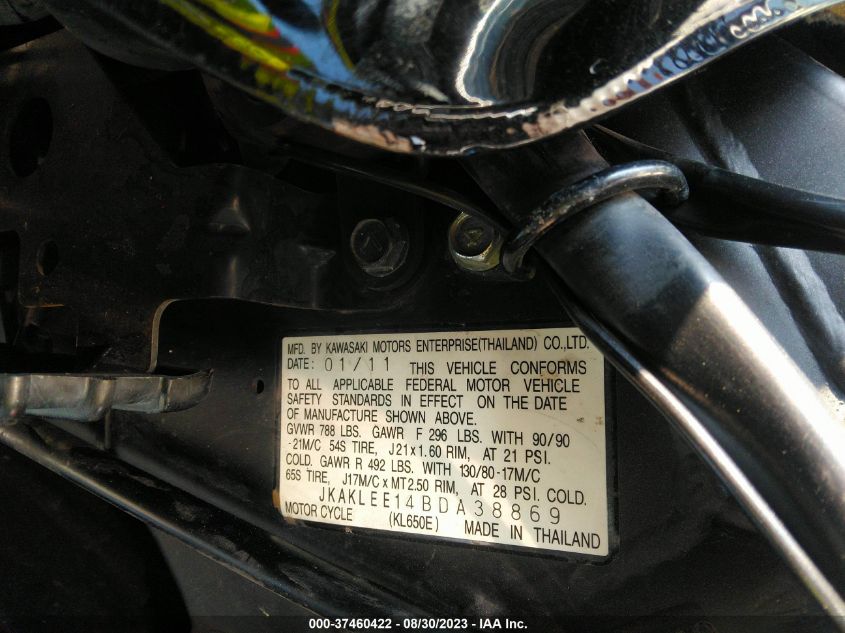 MFD. BY KAWASAKI MOTORS ENTERPRISE(THAILAND) CO.,LTD.
DATE: 01/11 THIS VEHICLE CONFORMS
TO ALL APPLICABLE FEDERAL MOTOR VEHICLE
SAFETY STANDARDS IN EFFECT ON THE DATE
OF MANUFACTURE SHOWN ABOVE.
GVWR 788 LBS. GAWR F 296 LBS. WITH 90/90
-21M/C 54S TIRE, J21x1.60 RIM, AT 21 PSI.
COLD. GAWR R 492 LBS. WITH 130/80-17M/C
65S TIRE, J17M/C x MT2.50 RIM, AT 28 PSI. COLD.
JKAKLEE14BDA38869
MOTOR CYCLE (KL650E) MADE IN THAILAND
000-37460422 - 08/30/2023 - IAA Inc.